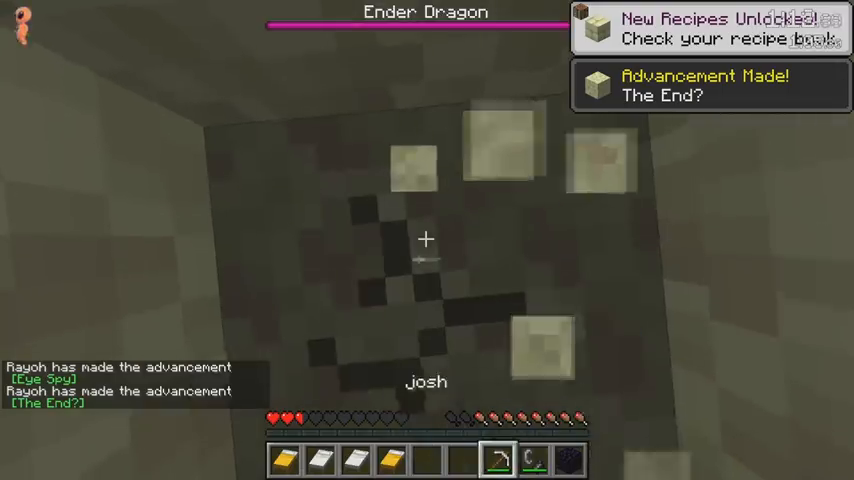 Ender Dragon
New Recipes Unlocked!
Check your recipe book
Advancement Made!
The End?
Rayoh has made the advancement
[Eye Spy]
Rayoh has made the advancement
[The End?]
josh